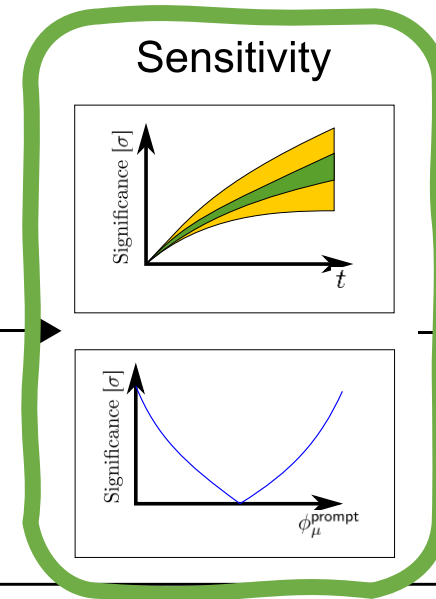 Sensitivity
Significance [σ]
t
Significance [σ]
ϕ_μ^prompt